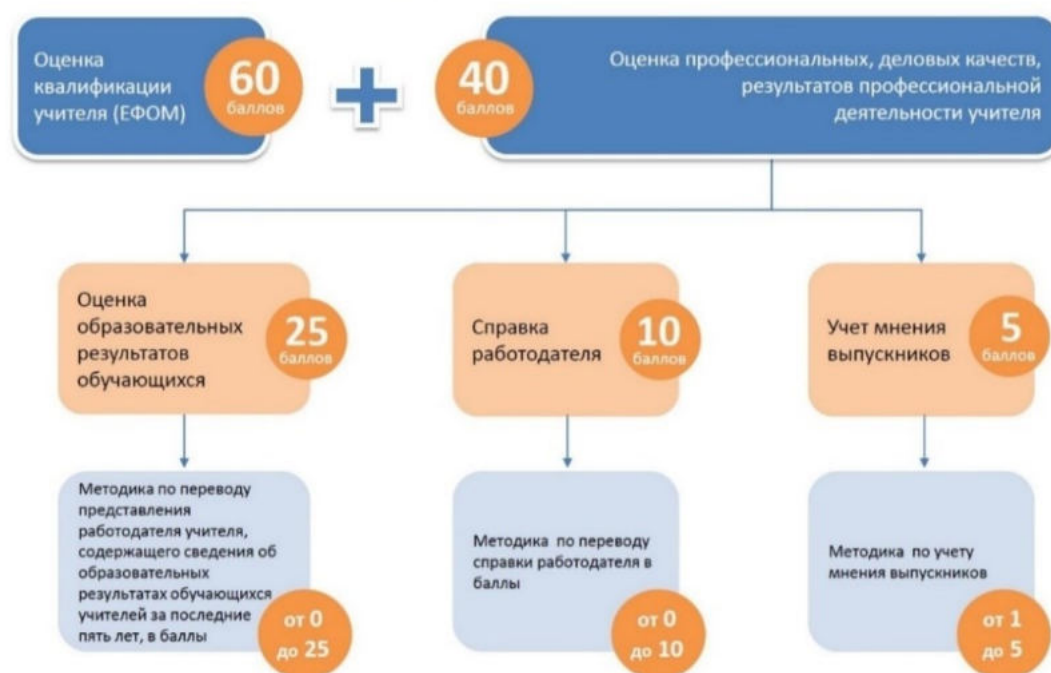 Оценка
квалификации
учителя (ЕФОМ)
60
баллов
+
40
баллов
Оценка профессиональных, деловых качеств,
результатов профессиональной
деятельности учителя
Оценка
образовательных
результатов
обучающихся
25
баллов
Справка
работодателя
10
баллов
Учет мнения
выпускников
5
баллов
Методика по переводу
представления
работодателя учителя,
содержащего сведения об
образовательных
результатах обучающихся
учителей за последние
пять лет, в баллы
от 0
до 25
Методика по переводу
справки работодателя в
баллы
от 0
до 10
Методика по учету
мнения выпускников
от 1
до 5